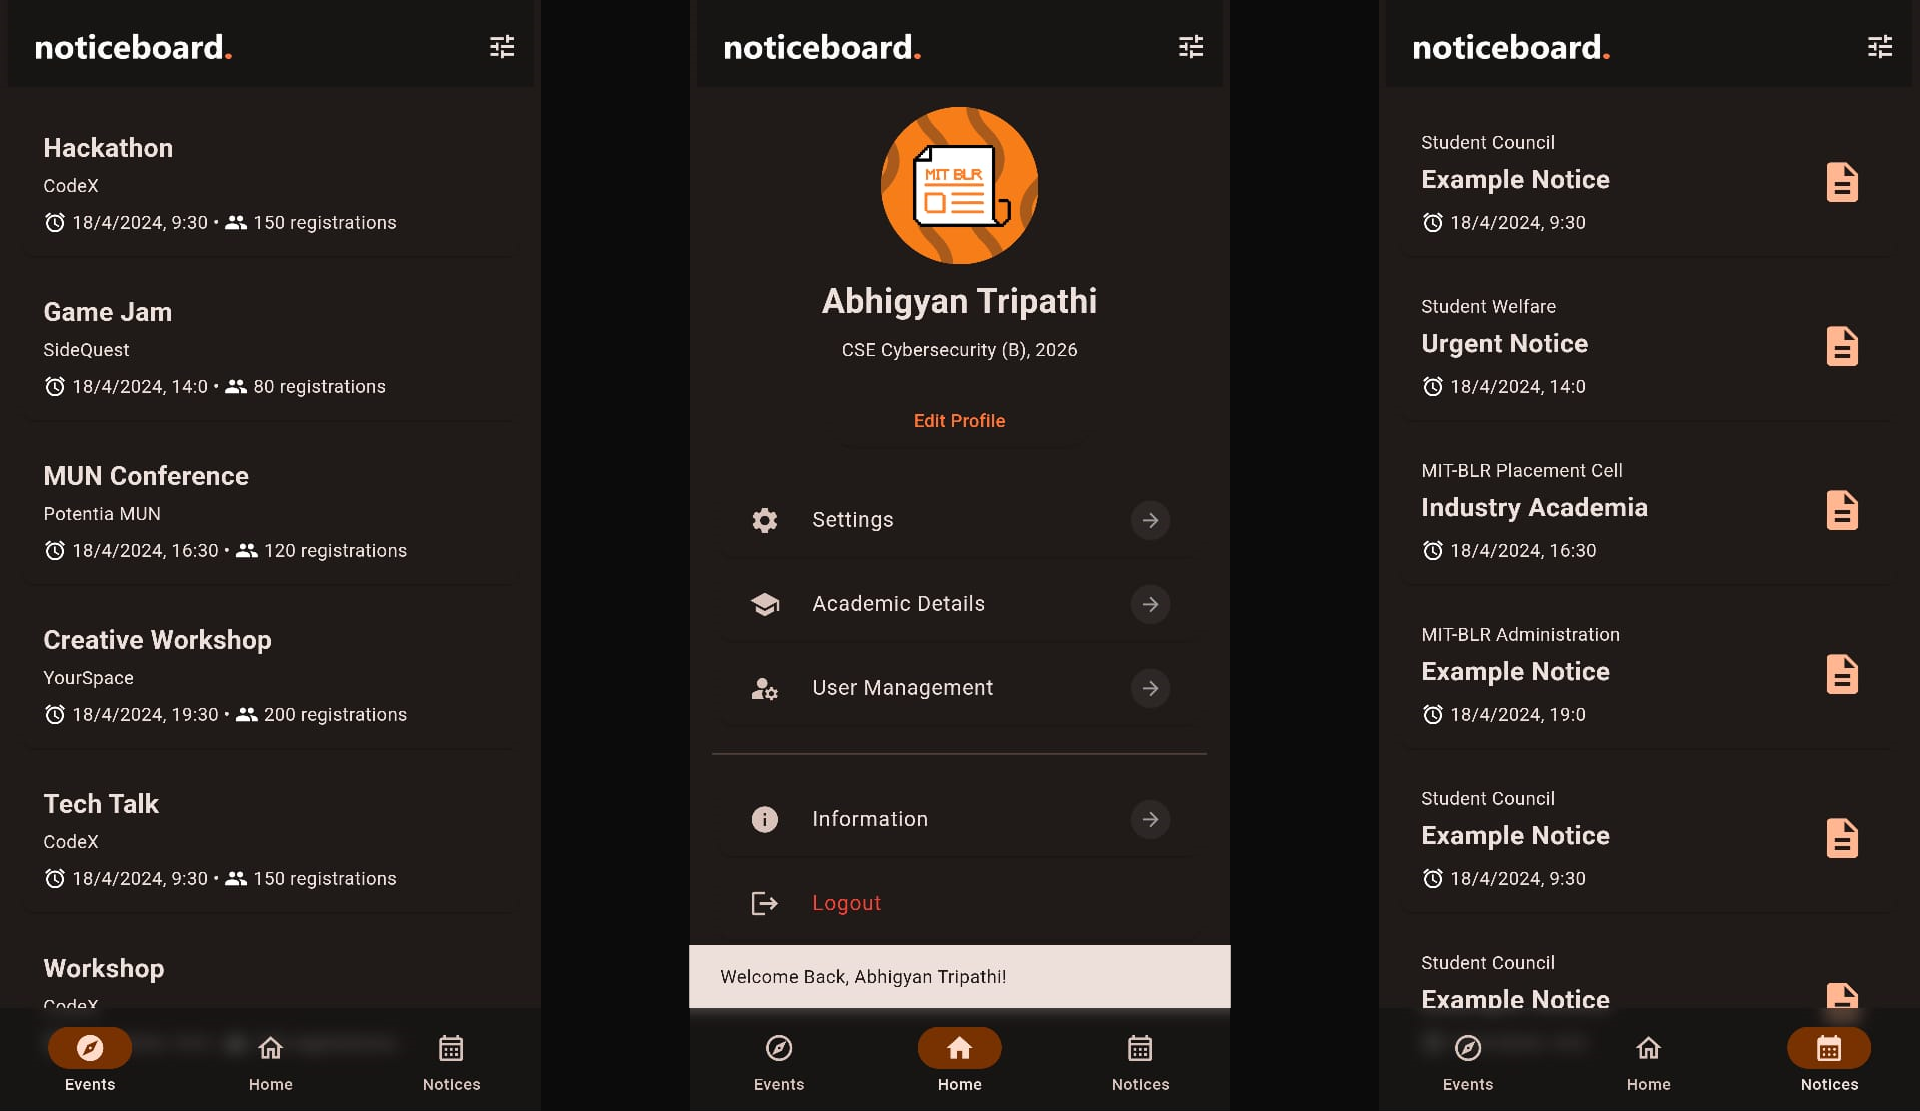 noticeboard.
Hackathon
CodeX
18/4/2024, 9:30 • 150 registrations
Game Jam
SideQuest
18/4/2024, 14:0 • 80 registrations
MUN Conference
Potentia MUN
18/4/2024, 16:30 • 120 registrations
Creative Workshop
YourSpace
18/4/2024, 19:30 • 200 registrations
Tech Talk
CodeX
18/4/2024, 9:30 • 150 registrations
Workshop
CodeX
Events
Home
Notices
noticeboard.
MIT BLR
Abhigyan Tripathi
CSE Cybersecurity (B), 2026
Edit Profile
Settings
Academic Details
User Management
Information
Logout
Welcome Back, Abhigyan Tripathi!
Events
Home
Notices
noticeboard.
Student Council
Example Notice
18/4/2024, 9:30
Student Welfare
Urgent Notice
18/4/2024, 14:0
MIT-BLR Placement Cell
Industry Academia
18/4/2024, 16:30
MIT-BLR Administration
Example Notice
18/4/2024, 19:0
Student Council
Example Notice
18/4/2024, 9:30
Student Council
Example Notice
Events
Home
Notices